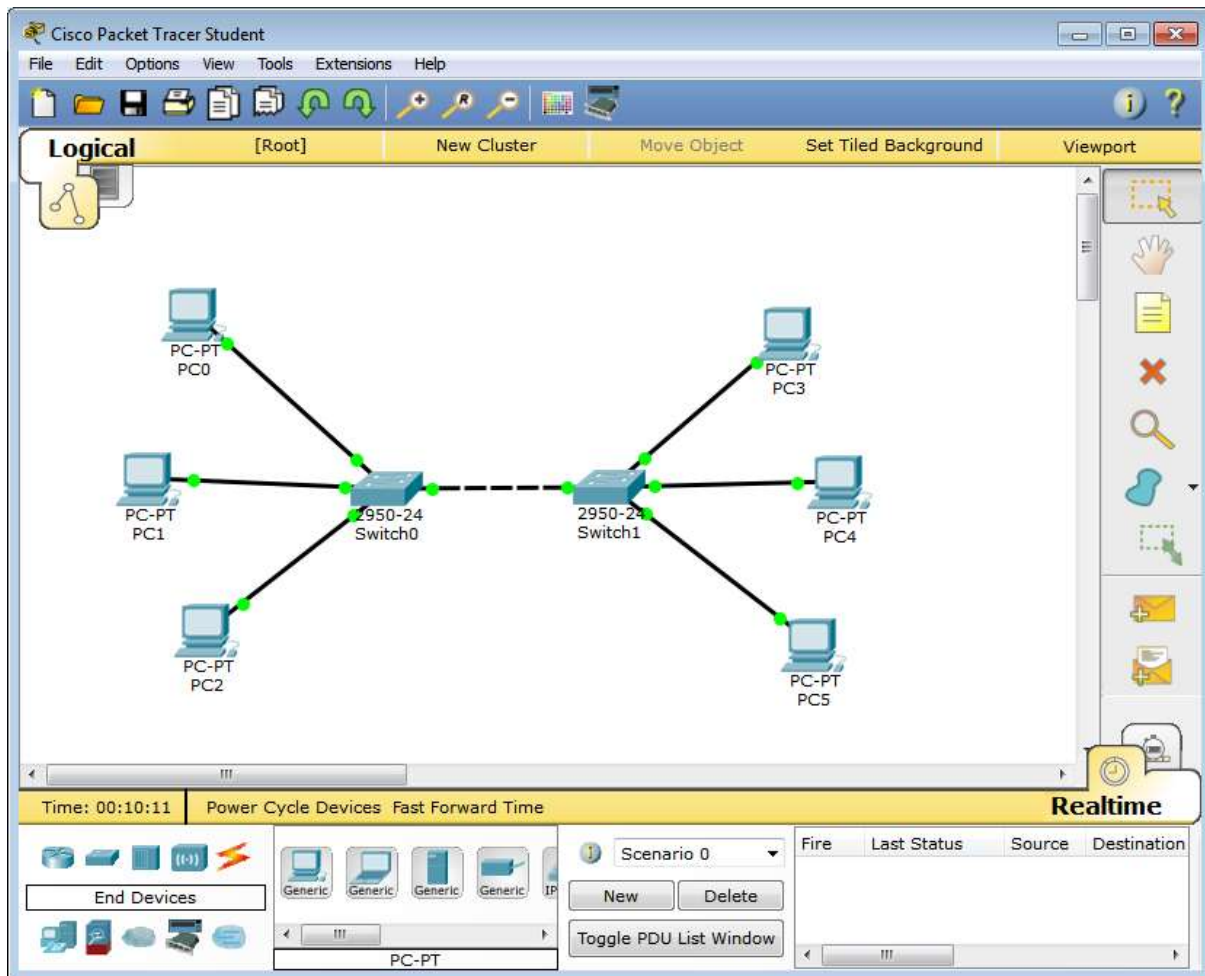 Cisco Packet Tracer Student
File Edit Options View Tools Extensions Help
R
i ?
Logical [Root] New Cluster Move Object Set Tiled Background Viewport
PC-PT
PC0
PC-PT
PC3
PC-PT
PC1
2950-24
Switch0
2950-24
Switch1
PC-PT
PC4
PC-PT
PC2
PC-PT
PC5
Time: 00:10:11 Power Cycle Devices Fast Forward Time Realtime
End Devices
Generic Generic Generic Generic IP
PC-PT
i Scenario 0
New Delete
Toggle PDU List Window
Fire Last Status Source Destination